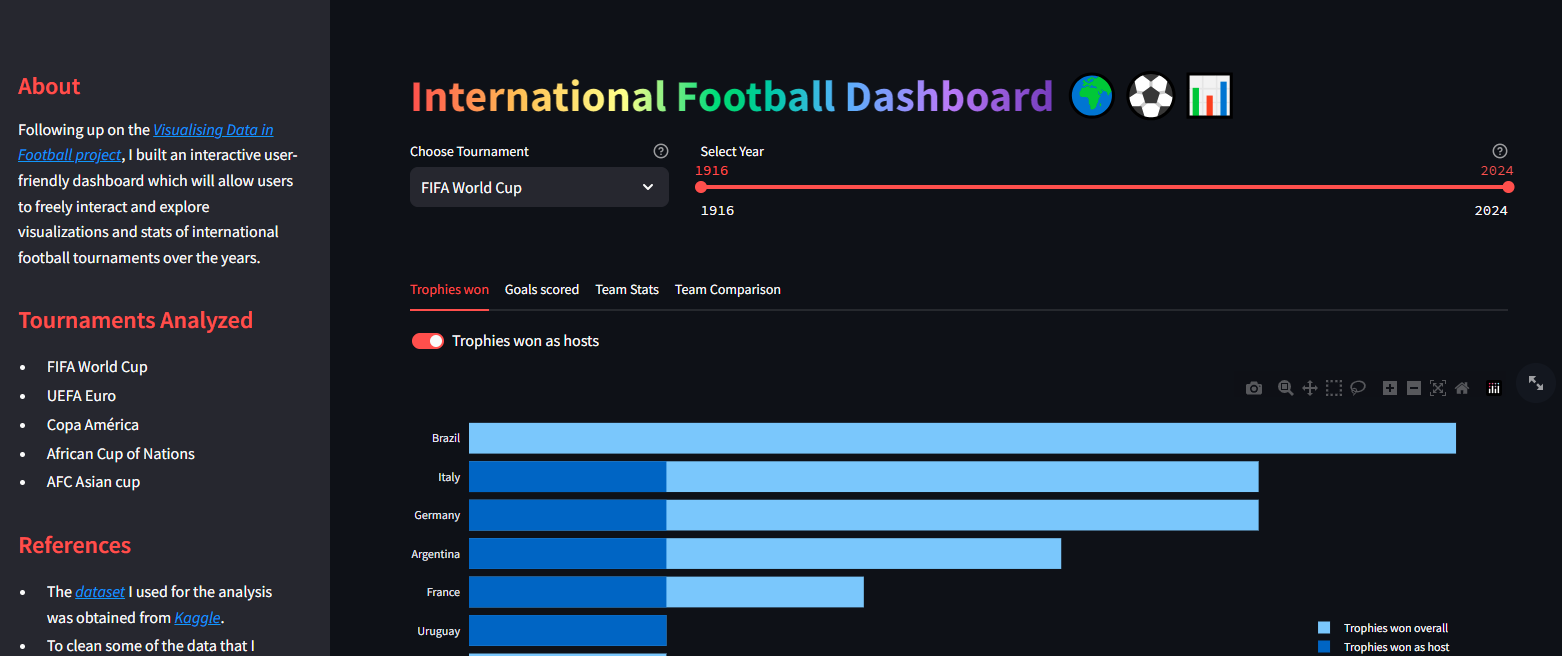 About
Following up on the Visualising Data in
Football project, I built an interactive user-
friendly dashboard which will allow users
to freely interact and explore
visualizations and stats of international
football tournaments over the years.
Tournaments Analyzed
FIFA World Cup
UEFA Euro
Copa América
African Cup of Nations
AFC Asian cup
References
The dataset I used for the analysis
was obtained from Kaggle.
To clean some of the data that I
International Football Dashboard
Choose Tournament
FIFA World Cup
Select Year
1916 2024
1916 2024
Trophies won Goals scored Team Stats Team Comparison
Trophies won as hosts
Brazil
Italy
Germany
Argentina
France
Uruguay
Trophies won overall
Trophies won as host